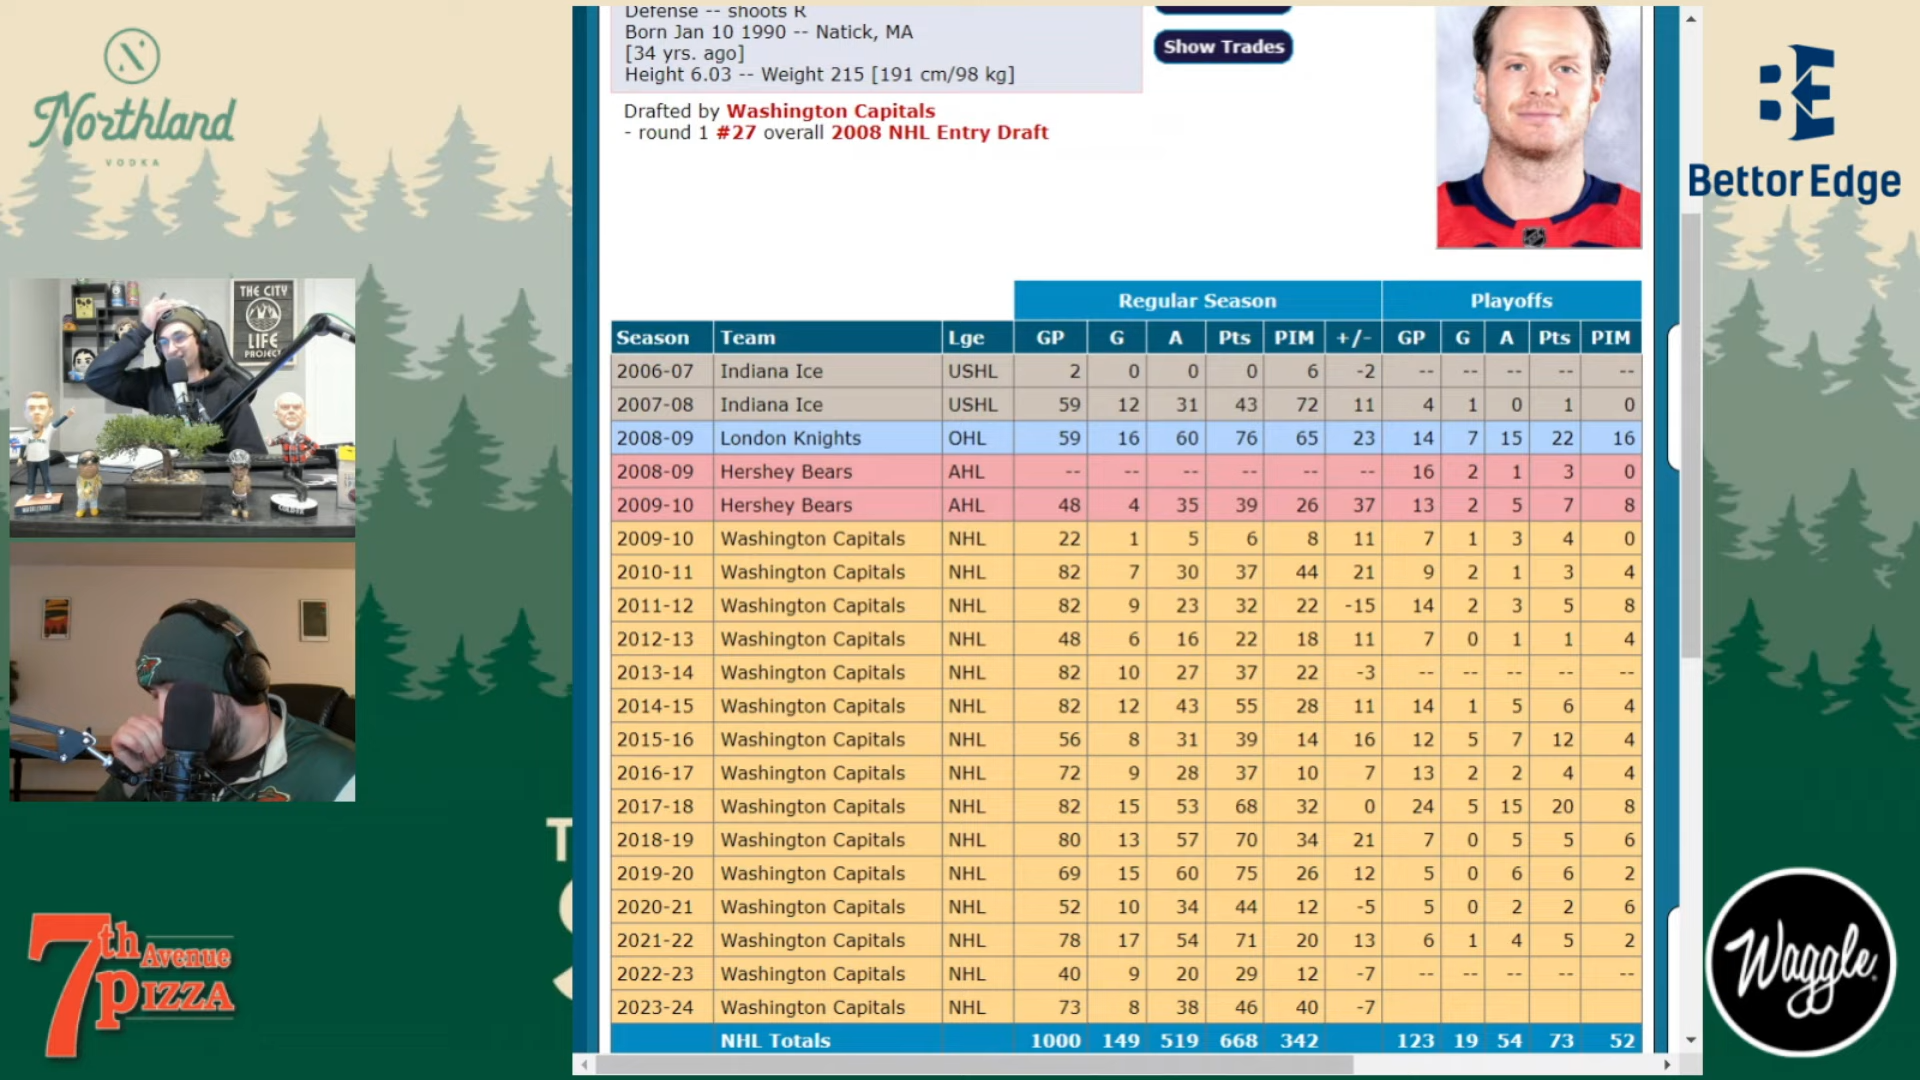 Northland
VODKA
THE CITY
LIFE
PROJECT
7th Avenue
PIZZA
Defense -- shoots R
Born Jan 10 1990 -- Natick, MA
[34 yrs. ago]
Height 6.03 -- Weight 215 [191 cm/98 kg]
Show Trades
Drafted by Washington Capitals
- round 1 #27 overall 2008 NHL Entry Draft
Regular Season Playoffs
Season Team Lge GP G A Pts PIM +/- GP G A Pts PIM
2006-07 Indiana Ice USHL 2 0 0 0 6 -2 -- -- -- -- --
2007-08 Indiana Ice USHL 59 12 31 43 72 11 4 1 0 1 0
2008-09 London Knights OHL 59 16 60 76 65 23 14 7 15 22 16
2008-09 Hershey Bears AHL -- -- -- -- -- -- 16 2 1 3 0
2009-10 Hershey Bears AHL 48 4 35 39 26 37 13 2 5 7 8
2009-10 Washington Capitals NHL 22 1 5 6 8 11 7 1 3 4 0
2010-11 Washington Capitals NHL 82 7 30 37 44 21 9 2 1 3 4
2011-12 Washington Capitals NHL 82 9 23 32 22 -15 14 2 3 5 8
2012-13 Washington Capitals NHL 48 6 16 22 18 11 7 0 1 1 4
2013-14 Washington Capitals NHL 82 10 27 37 22 -3 -- -- -- -- --
2014-15 Washington Capitals NHL 82 12 43 55 28 11 14 1 5 6 4
2015-16 Washington Capitals NHL 56 8 31 39 14 16 12 5 7 12 4
2016-17 Washington Capitals NHL 72 9 28 37 10 7 13 2 2 4 4
2017-18 Washington Capitals NHL 82 15 53 68 32 0 24 5 15 20 8
2018-19 Washington Capitals NHL 80 13 57 70 34 21 7 0 5 5 6
2019-20 Washington Capitals NHL 69 15 60 75 26 12 5 0 6 6 2
2020-21 Washington Capitals NHL 52 10 34 44 12 -5 5 0 2 2 6
2021-22 Washington Capitals NHL 78 17 54 71 20 13 6 1 4 5 2
2022-23 Washington Capitals NHL 40 9 20 29 12 -7 -- -- -- -- --
2023-24 Washington Capitals NHL 73 8 38 46 40 -7
NHL Totals 1000 149 519 668 342 123 19 54 73 52
BE
BettorEdge
Waggle